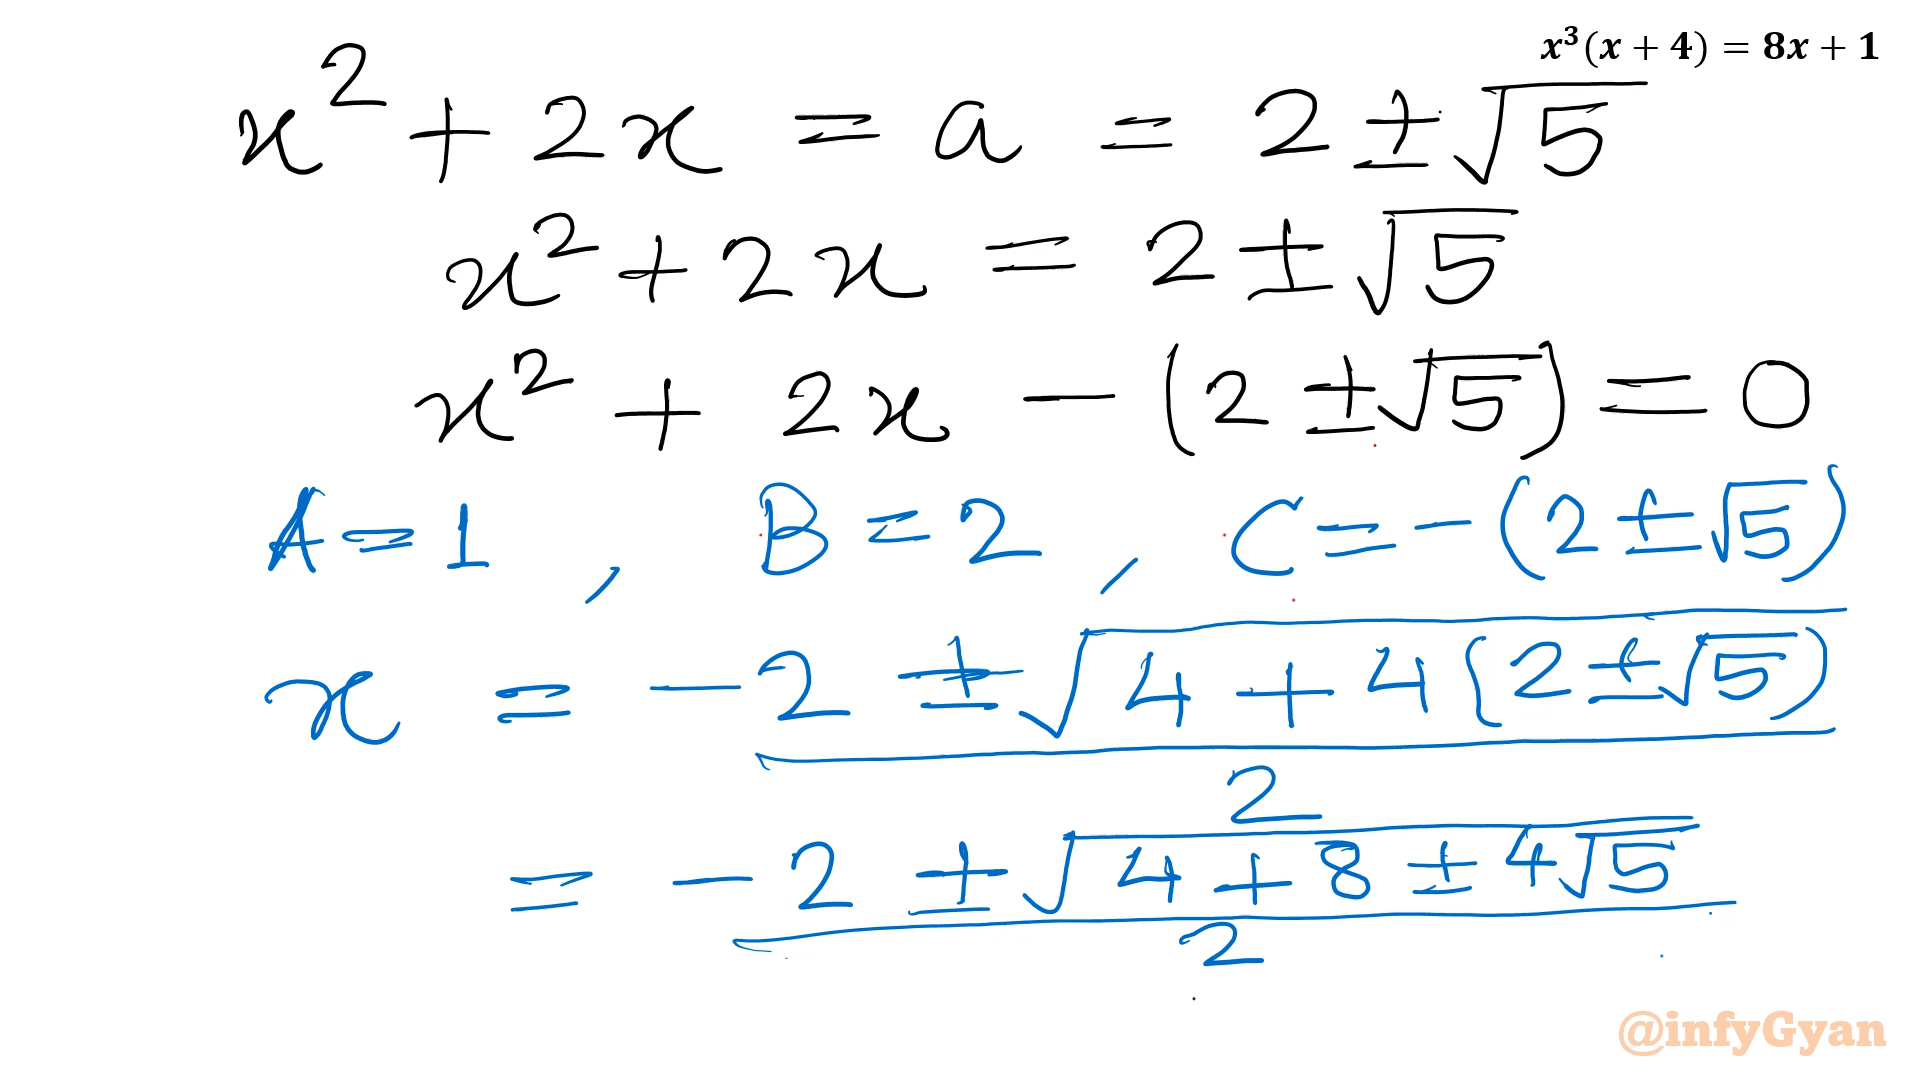 x³(x + 4) = 8x + 1
x² + 2x = a = 2 ± √5
x² + 2x = 2 ± √5
x² + 2x − (2 ± √5) = 0
A = 1 , B = 2 , C = −(2 ± √5)
x = −2 ± √(4 + 4(2 ± √5))
2
= −2 ± √(4 + 8 ± 4√5)
2
@infyGyan